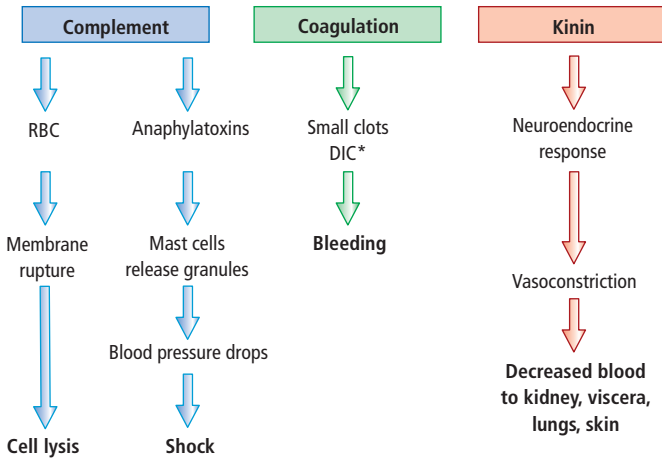 Complement
RBC
Membrane
rupture
Cell lysis
Anaphylatoxins
Mast cells
release granules
Blood pressure drops
Shock
Coagulation
Small clots
DIC*
Bleeding
Kinin
Neuroendocrine
response
Vasoconstriction
Decreased blood
to kidney, viscera,
lungs, skin